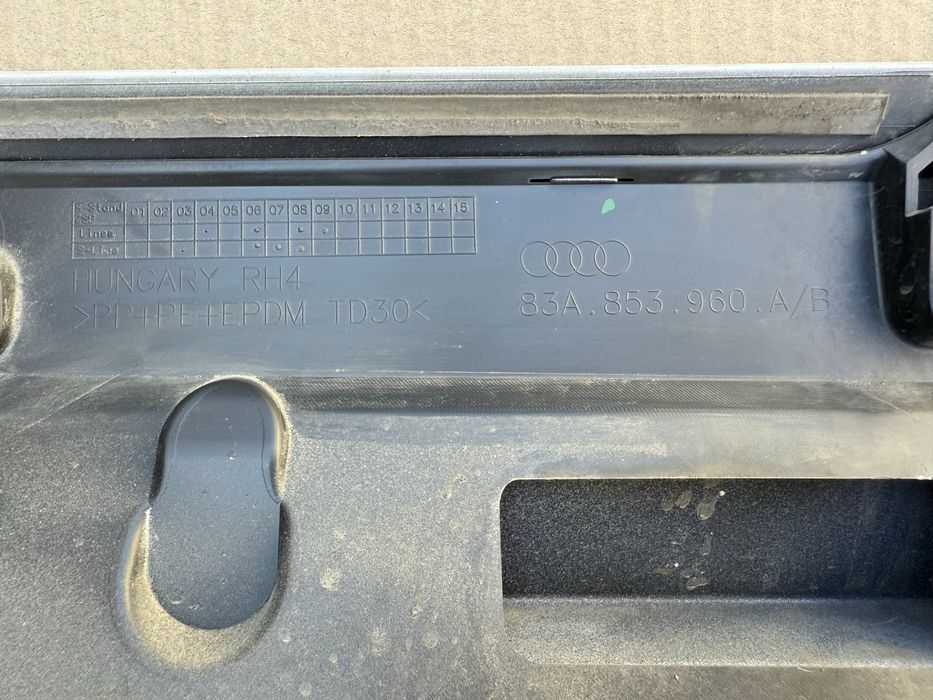 Z-Stand 01 02 03 04 05 06 07 08 09 10 11 12 13 14 15
Lines
S-Line
HUNGARY RH4
>PP+PE+EPDM TD30<
83A.853.960.A/B